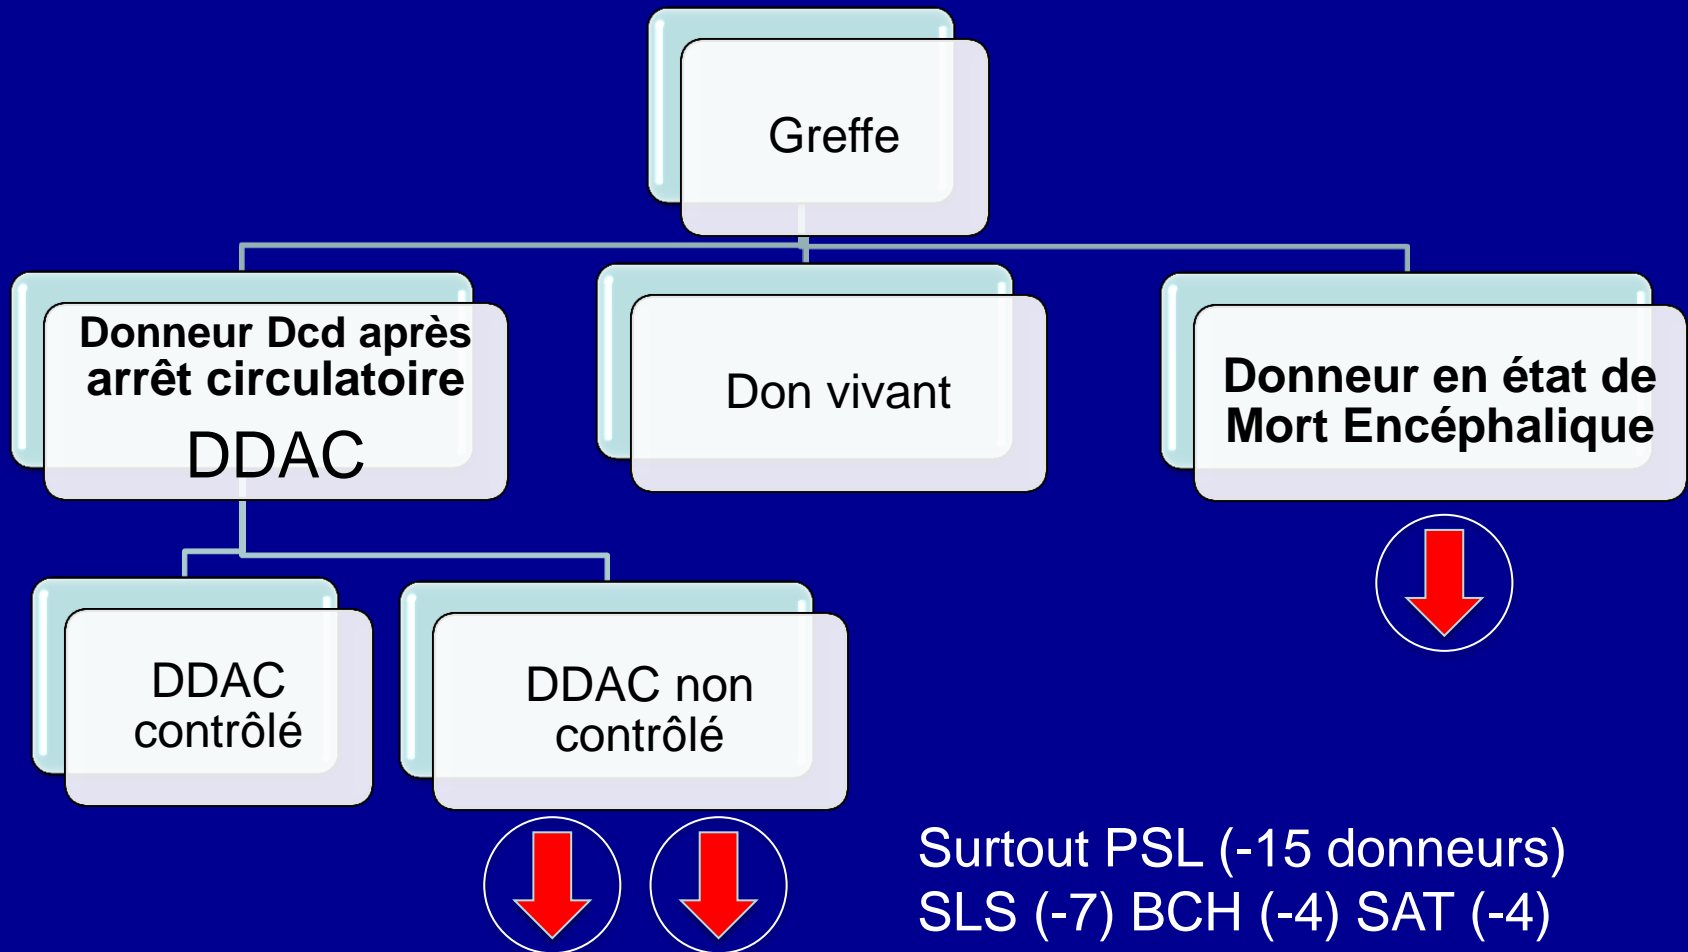 Greffe
Donneur Dcd après
arrêt circulatoire
DDAC
Don vivant
Donneur en état de
Mort Encéphalique
DDAC
contrôlé
DDAC non
contrôlé
Surtout PSL (-15 donneurs)
SLS (-7) BCH (-4) SAT (-4)